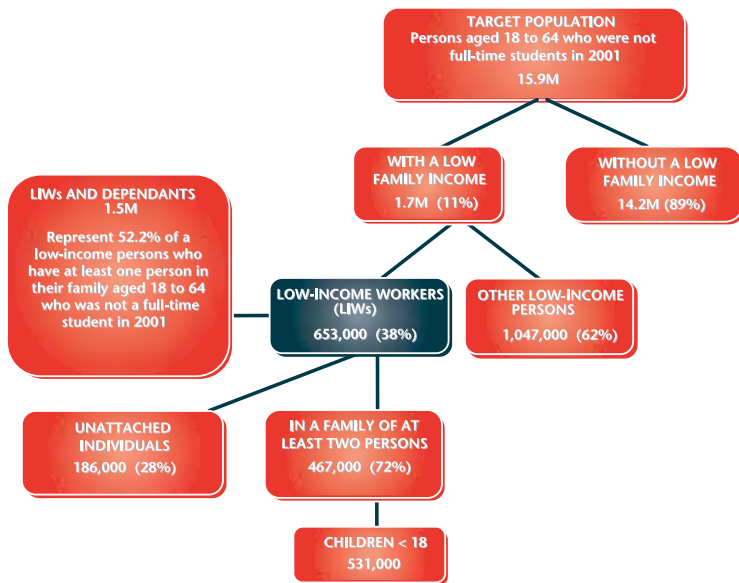 TARGET POPULATION
Persons aged 18 to 64 who were not
full-time students in 2001
15.9M
WITH A LOW
FAMILY INCOME
1.7M (11%)
WITHOUT A LOW
FAMILY INCOME
14.2M (89%)
LIWs AND DEPENDANTS
1.5M
Represent 52.2% of a
low-income persons who
have at least one person in
their family aged 18 to 64
who was not a full-time
student in 2001
LOW-INCOME WORKERS
(LIWs)
653,000 (38%)
OTHER LOW-INCOME
PERSONS
1,047,000 (62%)
UNATTACHED
INDIVIDUALS
186,000 (28%)
IN A FAMILY OF AT
LEAST TWO PERSONS
467,000 (72%)
CHILDREN < 18
531,000